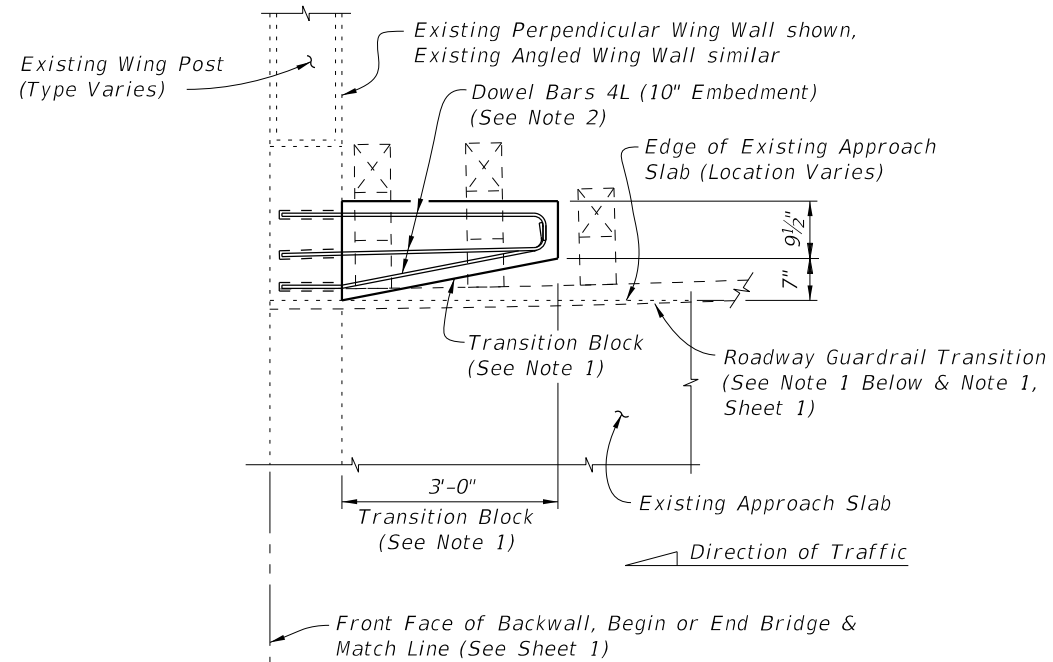 Existing Perpendicular Wing Wall shown,
Existing Angled Wing Wall similar
Existing Wing Post
(Type Varies)
Dowel Bars 4L (10" Embedment)
(See Note 2)
Edge of Existing Approach
Slab (Location Varies)
9½"
7"
Transition Block
(See Note 1)
Roadway Guardrail Transition
(See Note 1 Below & Note 1,
Sheet 1)
3'-0"
Transition Block
(See Note 1)
Existing Approach Slab
Direction of Traffic
Front Face of Backwall, Begin or End Bridge &
Match Line (See Sheet 1)